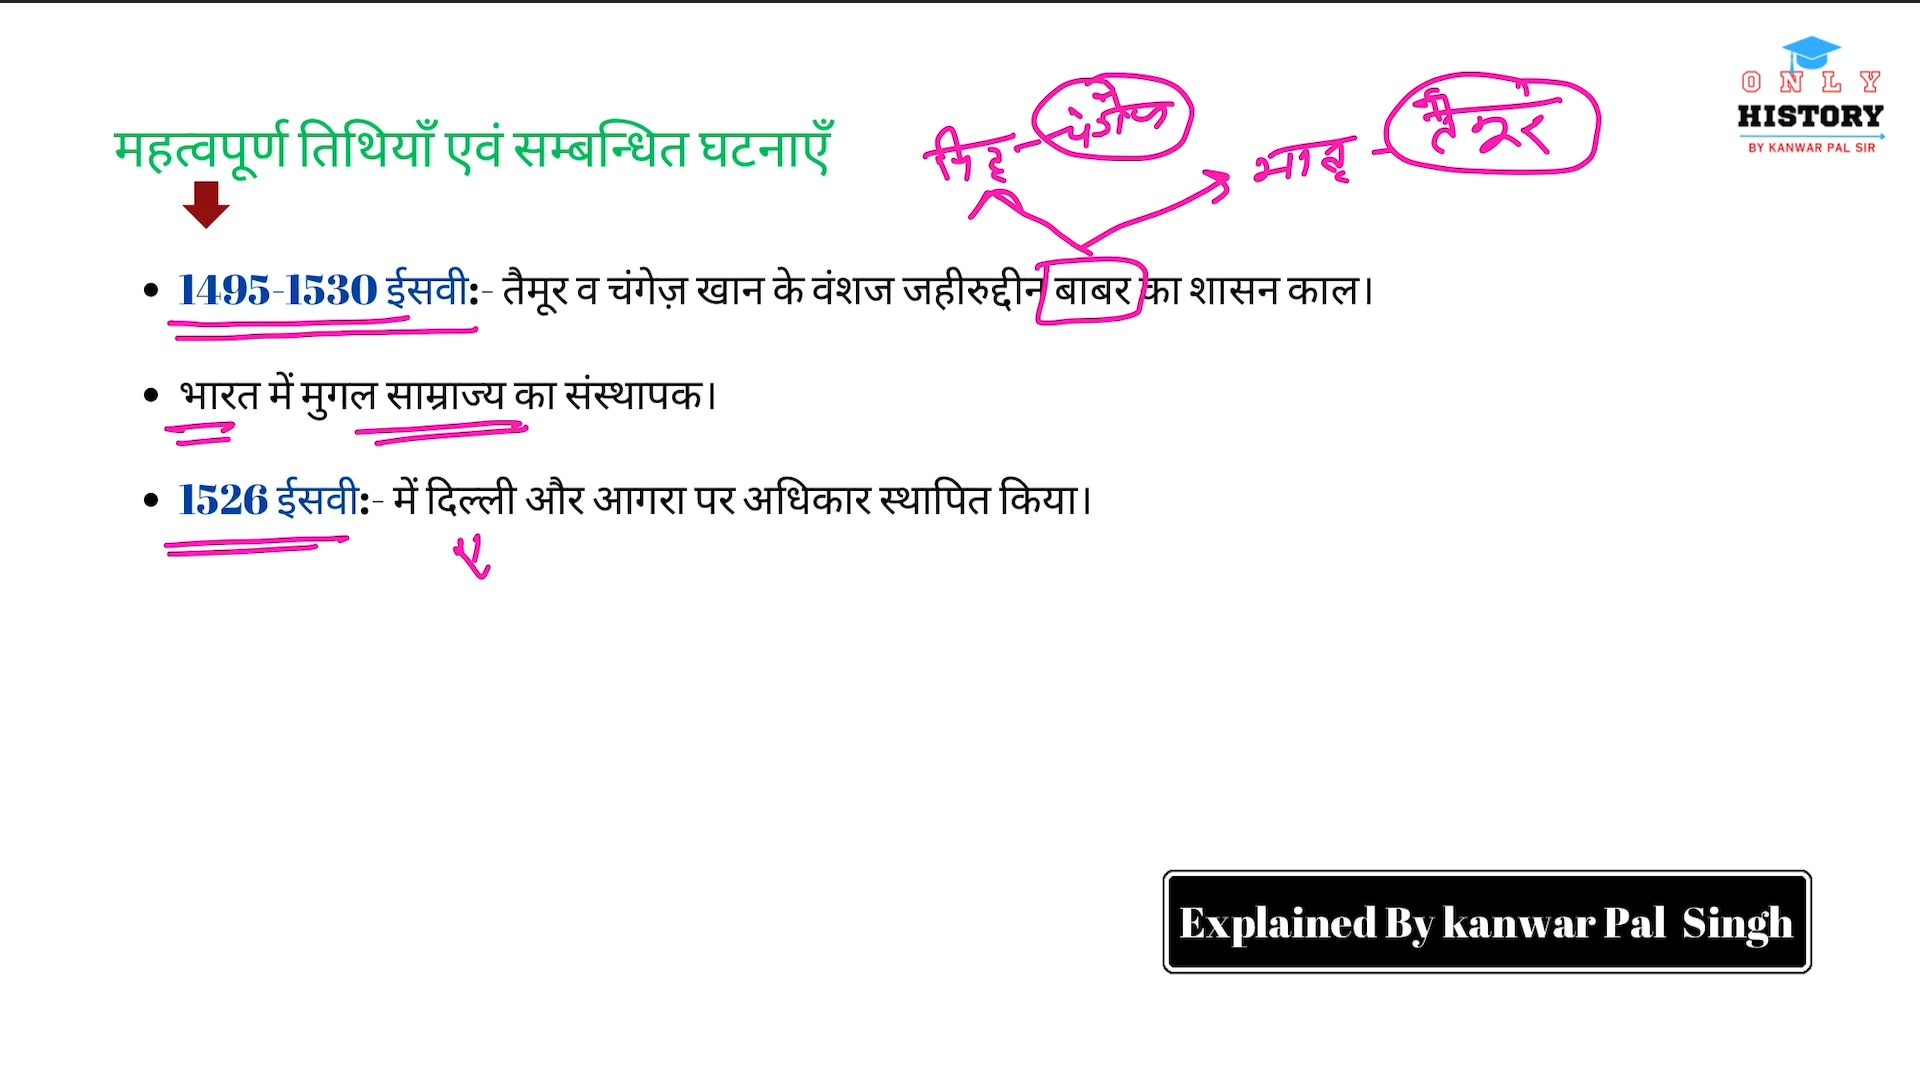 ONLY
HISTORY
BY KANWAR PAL SIR
महत्वपूर्ण तिथियाँ एवं सम्बन्धित घटनाएँ
मातृ - तैमूर
1495-1530 ईसवी:- तैमूर व चंगेज़ खान के वंशज जहीरुद्दीन बाबर का शासन काल।
भारत में मुगल साम्राज्य का संस्थापक।
1526 ईसवी:- में दिल्ली और आगरा पर अधिकार स्थापित किया।
Explained By kanwar Pal Singh